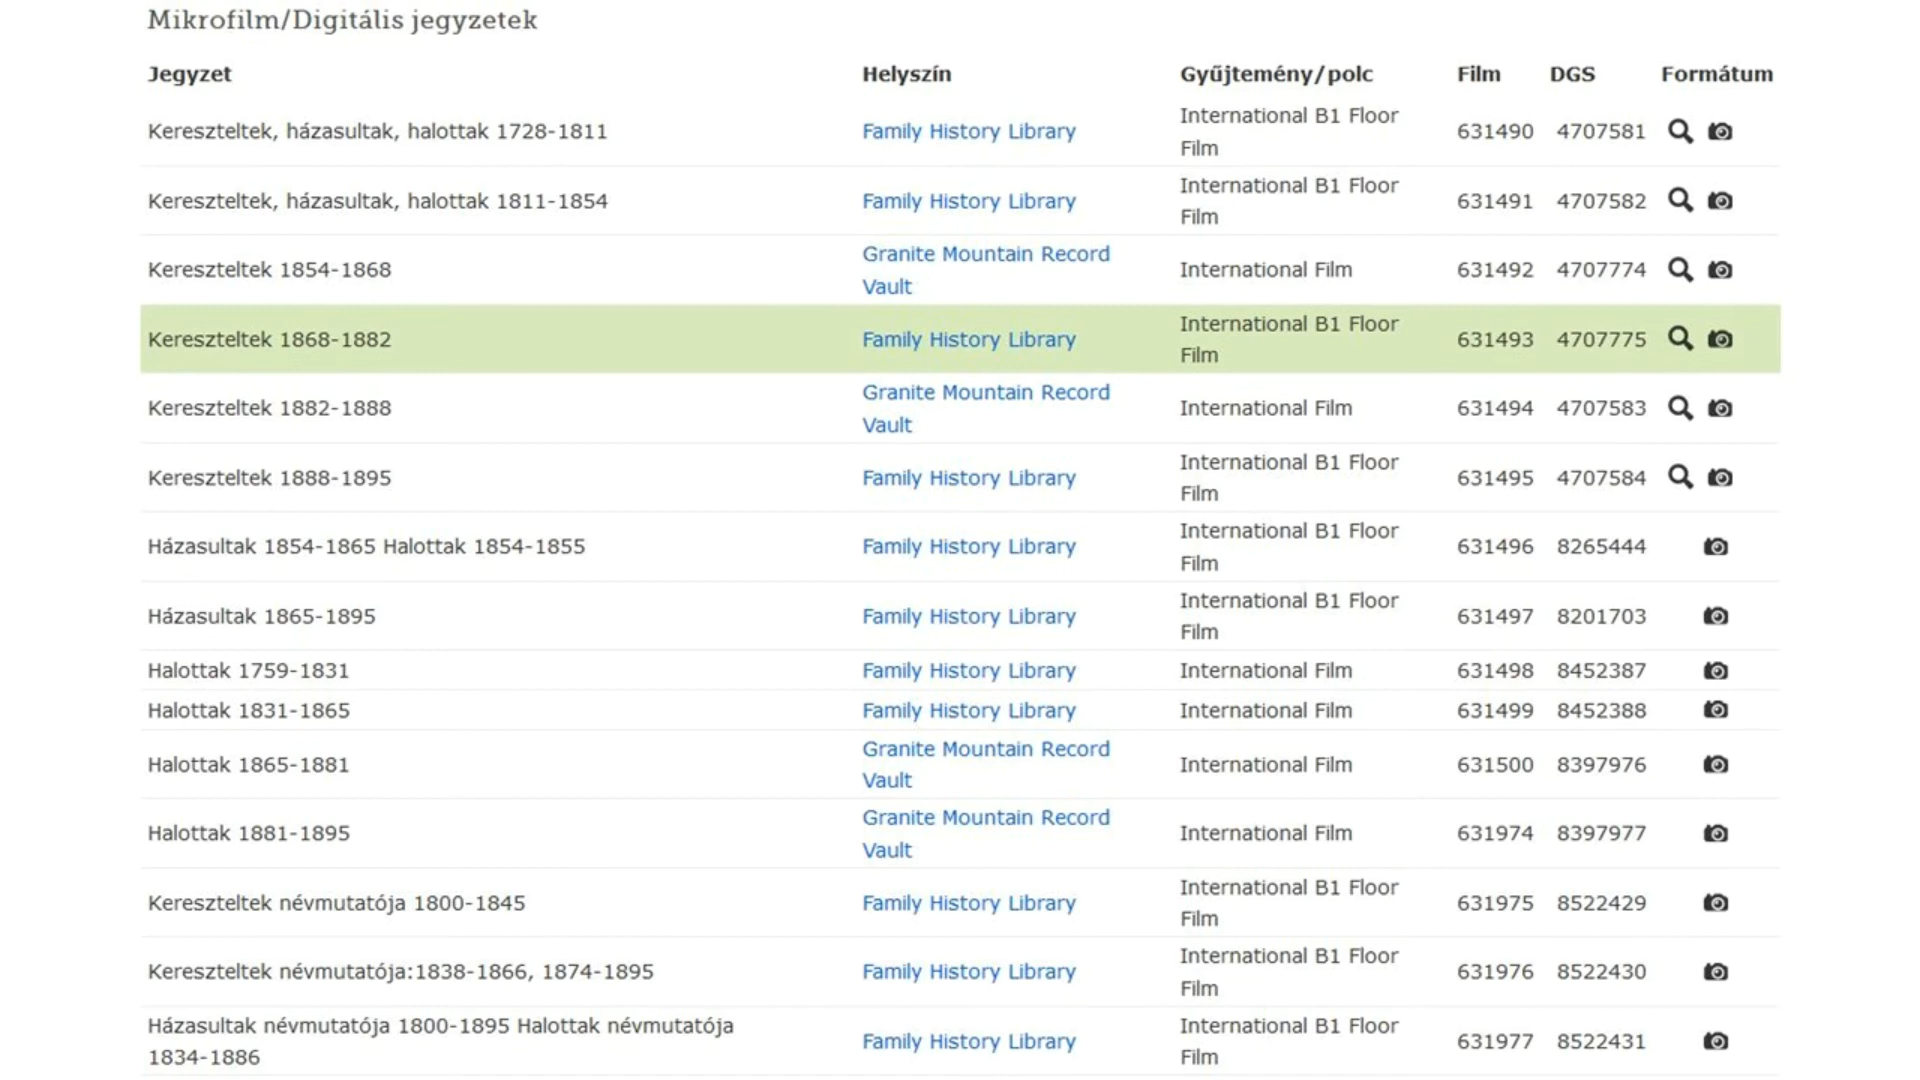 Mikrofilm/Digitális jegyzetek
Jegyzet Helyszín Gyűjtemény/polc Film DGS Formátum
Kereszteltek, házasultak, halottak 1728-1811 Family History Library International B1 Floor Film 631490 4707581
Kereszteltek, házasultak, halottak 1811-1854 Family History Library International B1 Floor Film 631491 4707582
Kereszteltek 1854-1868 Granite Mountain Record Vault International Film 631492 4707774
Kereszteltek 1868-1882 Family History Library International B1 Floor Film 631493 4707775
Kereszteltek 1882-1888 Granite Mountain Record Vault International Film 631494 4707583
Kereszteltek 1888-1895 Family History Library International B1 Floor Film 631495 4707584
Házasultak 1854-1865 Halottak 1854-1855 Family History Library International B1 Floor Film 631496 8265444
Házasultak 1865-1895 Family History Library International B1 Floor Film 631497 8201703
Halottak 1759-1831 Family History Library International Film 631498 8452387
Halottak 1831-1865 Family History Library International Film 631499 8452388
Halottak 1865-1881 Granite Mountain Record Vault International Film 631500 8397976
Halottak 1881-1895 Granite Mountain Record Vault International Film 631974 8397977
Kereszteltek névmutatója 1800-1845 Family History Library International B1 Floor Film 631975 8522429
Kereszteltek névmutatója:1838-1866, 1874-1895 Family History Library International B1 Floor Film 631976 8522430
Házasultak névmutatója 1800-1895 Halottak névmutatója 1834-1886 Family History Library International B1 Floor Film 631977 8522431